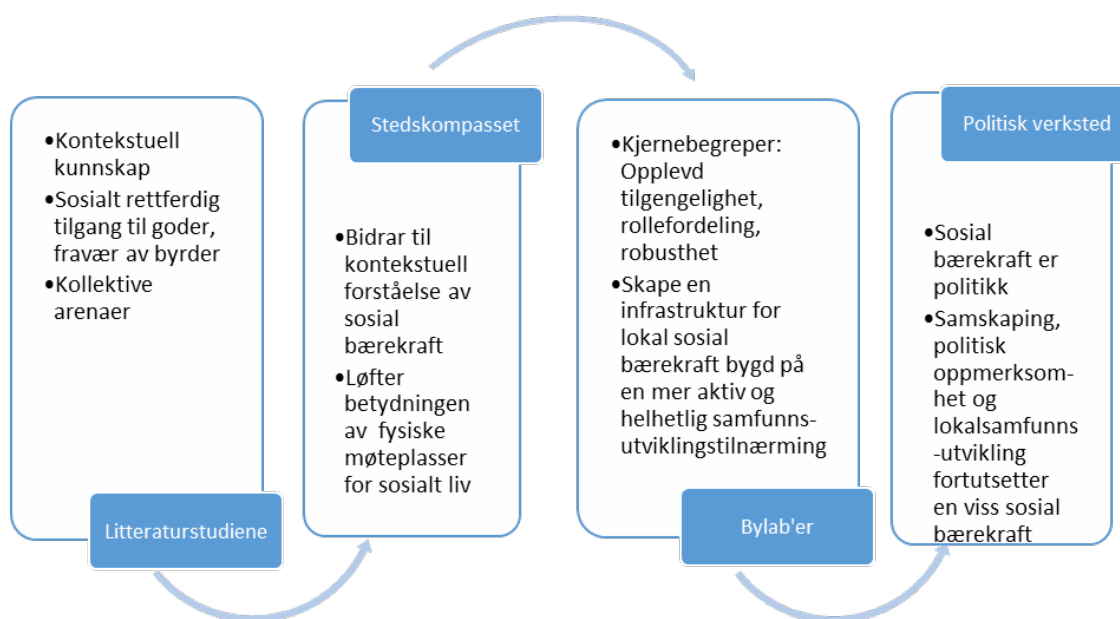 •Kontekstuell
kunnskap
•Sosialt rettferdig
tilgang til goder,
fravær av byrder
•Kollektive
arenaer
Litteraturstudiene
Stedskompasset
•Bidrar til
kontekstuell
forståelse av
sosial
bærekraft
•Løfter
betydningen
av fysiske
møteplasser
for sosialt liv
•Kjernebegreper:
Opplevd
tilgengelighet,
rollefordeling,
robusthet
•Skape en
infrastruktur for
lokal sosial
bærekraft bygd på
en mer aktiv og
helhetlig samfunns-
utviklingstilnærming
Bylab'er
Politisk verksted
•Sosial
bærekraft er
politikk
•Samskaping,
politisk
oppmerksom-
het og
lokalsamfunns
-utvikling
fortutsetter
en viss sosial
bærekraft